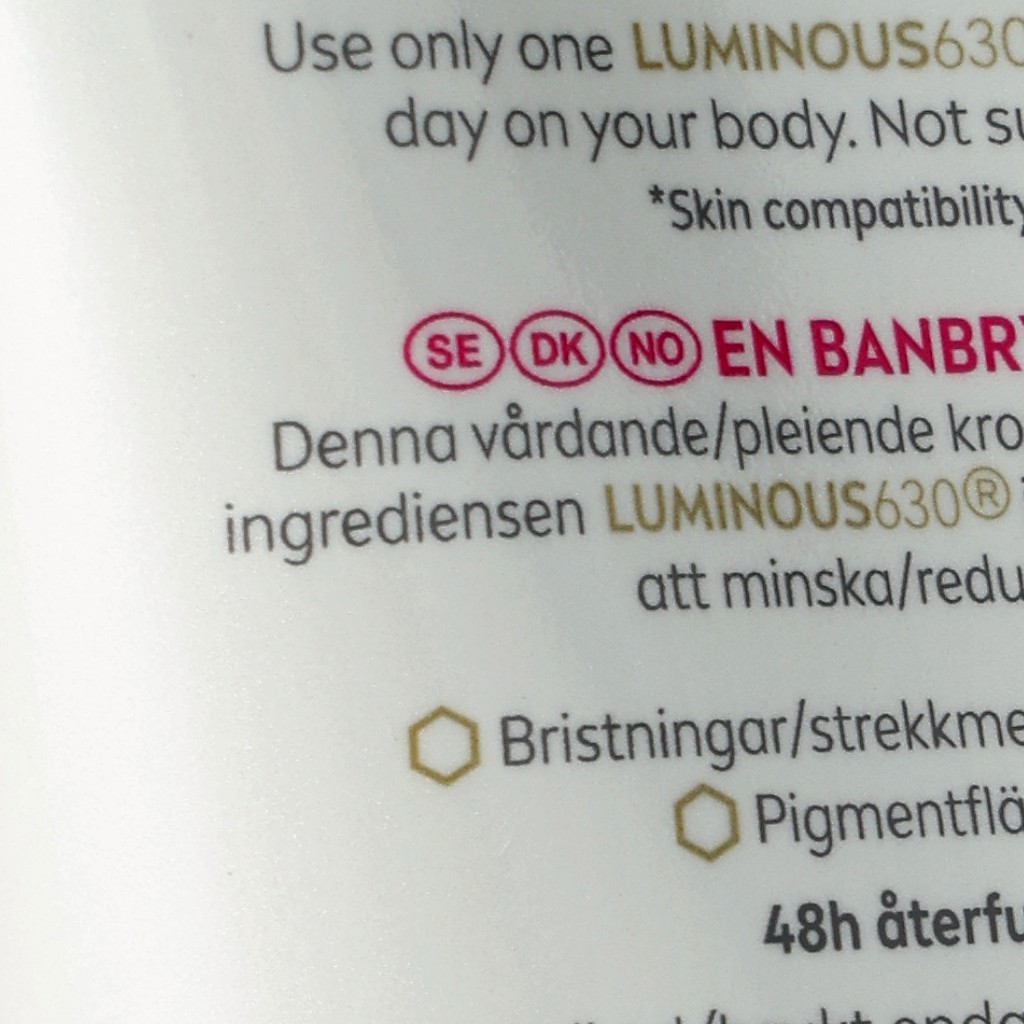 Use only one LUMINOUS630
day on your body. Not su
*Skin compatibility
SE DK NO EN BANBRY
Denna vårdande/pleiende kro
ingrediensen LUMINOUS630® i
att minska/redu
Bristningar/strekkme
Pigmentflä
48h återfu